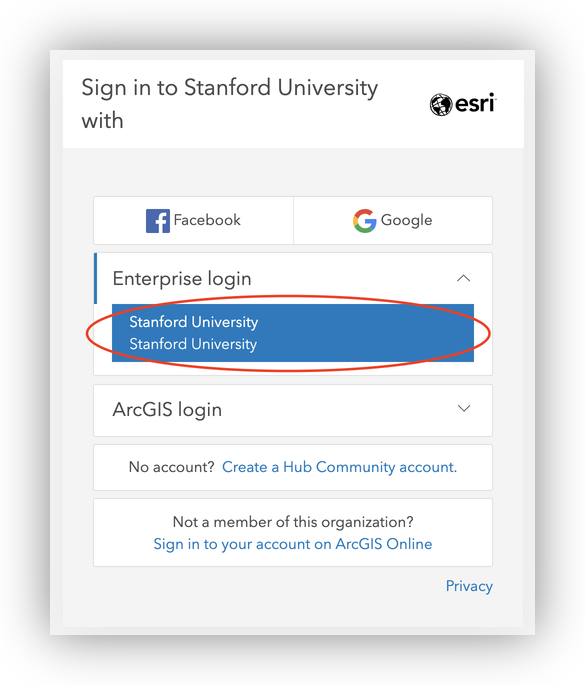 Sign in to Stanford University
with
esri
Facebook
Google
Enterprise login
Stanford University
Stanford University
ArcGIS login
No account? Create a Hub Community account.
Not a member of this organization?
Sign in to your account on ArcGIS Online
Privacy